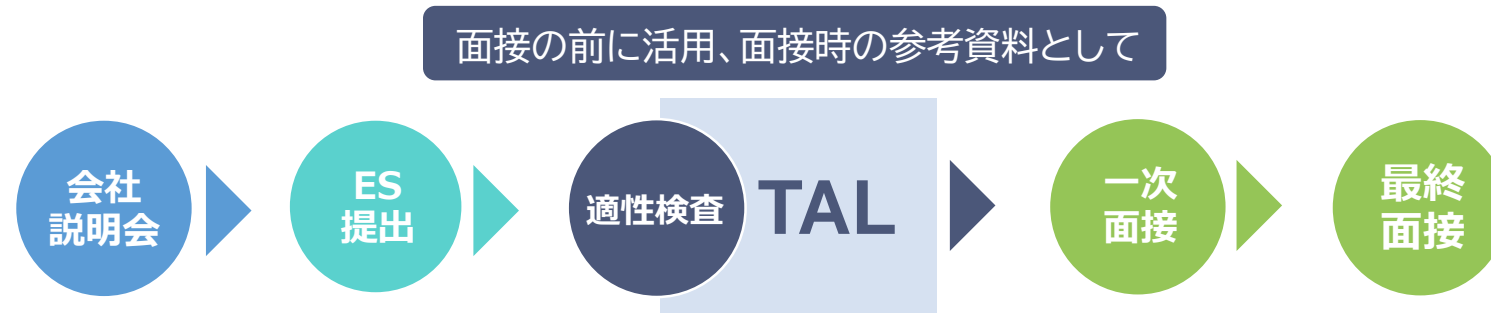 面接の前に活用、面接時の参考資料として
会社
説明会
ES
提出
適性検査
TAL
一次
面接
最終
面接